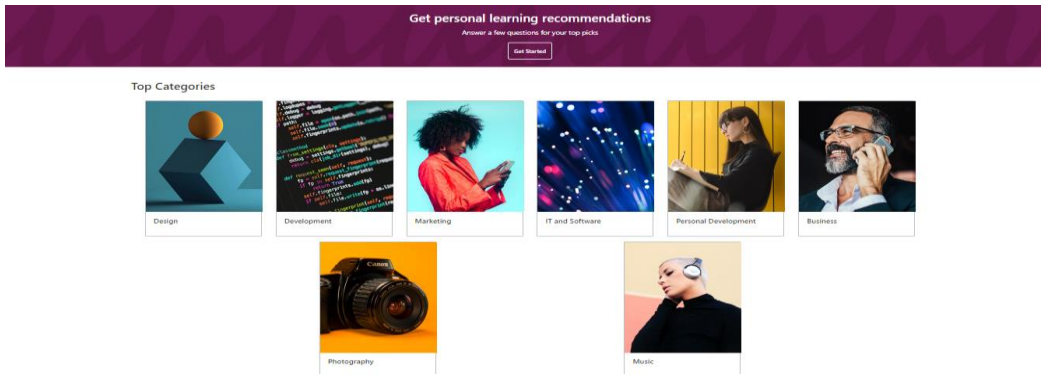 Get personal learning recommendations
Answer a few questions for your top picks
Get Started
Top Categories
Design
Development
Marketing
IT and Software
Personal Development
Business
Canon
Photography
Music